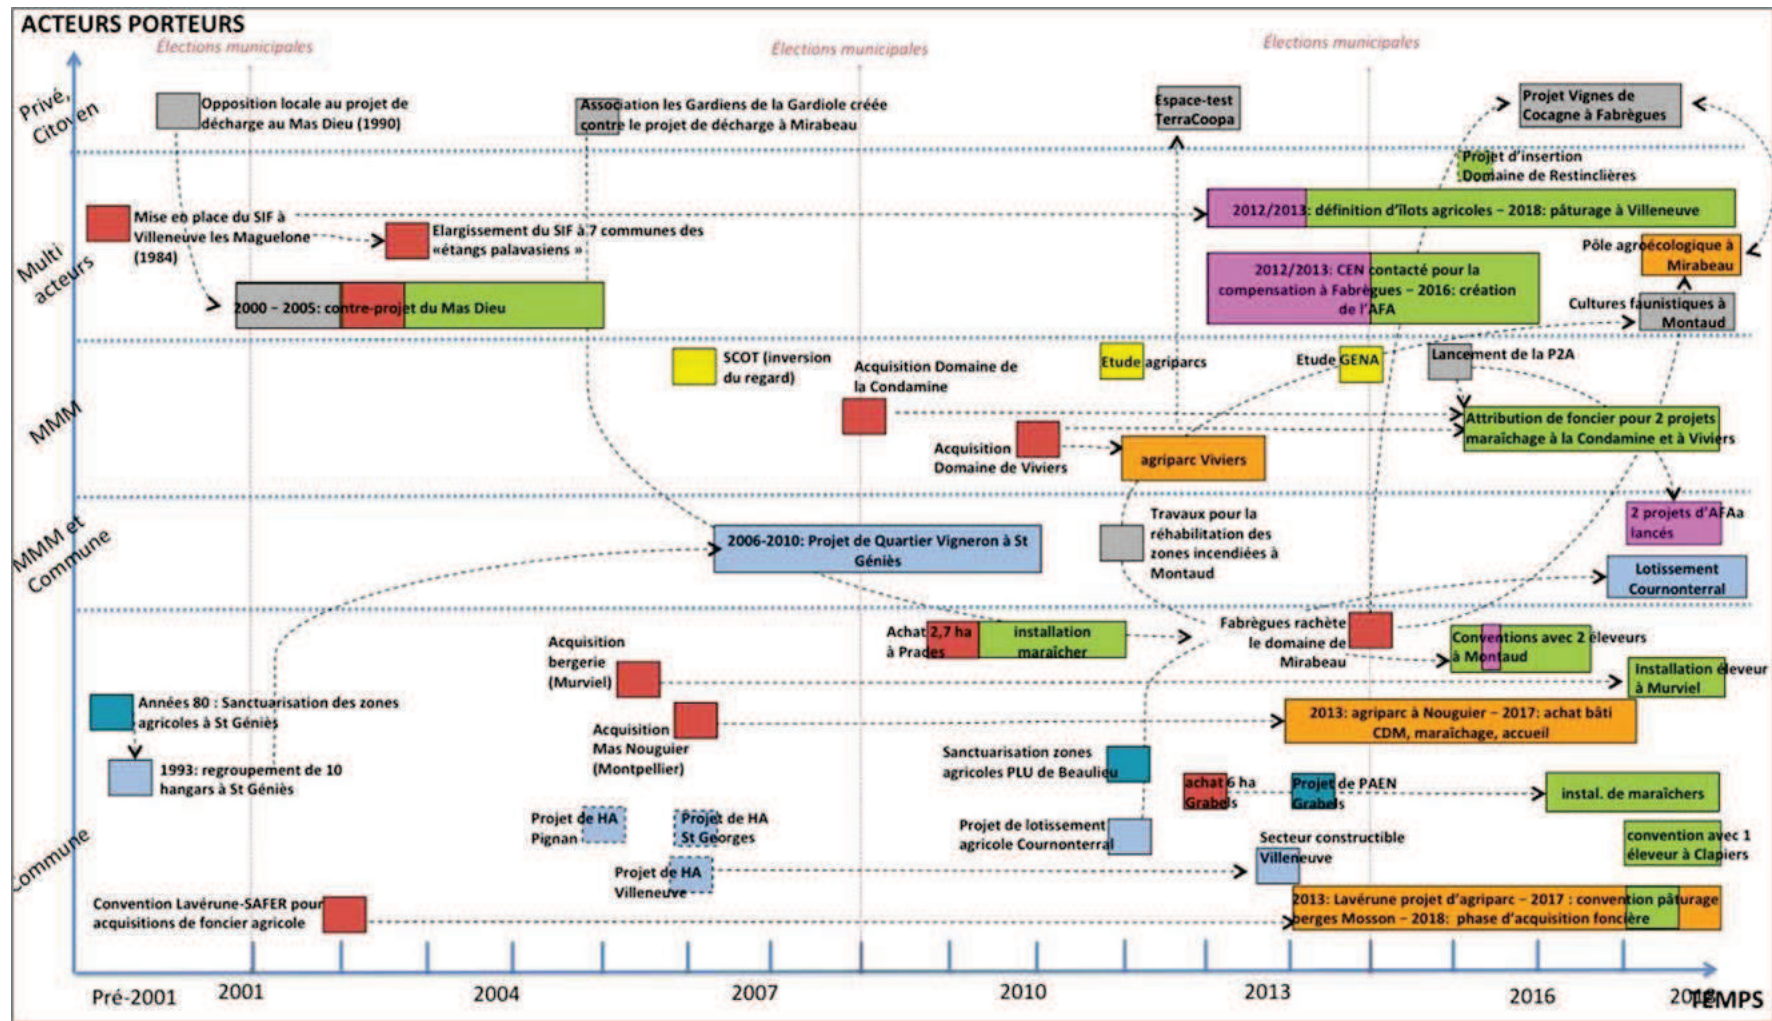 ACTEURS PORTEURS
Élections municipales
Élections municipales
Élections municipales
Privé,
Citoyen
Opposition locale au projet de
décharge au Mas Dieu (1990)
Association les Gardiens de la Gardiole créée
contre le projet de décharge à Mirabeau
Espace-test
TerraCoopa
Projet Vignes de
Cocagne à Fabrègues
Projet d'insertion
Domaine de Restinclières
Multi
acteurs
Mise en place du SIF à
Villeneuve les Maguelone
(1984)
Elargissement du SIF à 7 communes des
«étangs palavasiens »
2012/2013: définition d'îlots agricoles – 2018: pâturage à Villeneuve
Pôle agroécologique à
Mirabeau
2012/2013: CEN contacté pour la
compensation à Fabrègues – 2016: création
de l'AFA
2000 – 2005: contre-projet du Mas Dieu
Cultures faunistiques à
Montaud
MMM
SCOT (inversion
du regard)
Acquisition Domaine de
la Condamine
Etude agriparcs
Etude GENA
Lancement de la P2A
Attribution de foncier pour 2 projets
maraîchage à la Condamine et à Viviers
Acquisition
Domaine de Viviers
agriparc Viviers
MMM et
Commune
2006-2010: Projet de Quartier Vigneron à St
Géniès
Travaux pour la
réhabilitation des
zones incendiées à
Montaud
2 projets d'AFAa
lancés
Lotissement
Cournonterral
Commune
Achat 2,7 ha
à Prades
installation
maraîcher
Fabrègues rachète
le domaine de
Mirabeau
Conventions avec 2 éleveurs
à Montaud
Acquisition
bergerie
(Murviel)
Installation éleveur
à Murviel
Années 80 : Sanctuarisation des zones
agricoles à St Géniès
Acquisition
Mas Nouguier
(Montpellier)
2013: agriparc à Nouguier – 2017: achat bâti
CDM, maraîchage, accueil
1993: regroupement de 10
hangars à St Géniès
Sanctuarisation zones
agricoles PLU de Beaulieu
achat 6 ha
Grabels
Projet de PAEN
Grabels
instal. de maraîchers
Projet de HA
Pignan
Projet de HA
St Georges
Projet de lotissement
agricole Cournonterral
Secteur constructible
Villeneuve
convention avec 1
éleveur à Clapiers
Projet de HA
Villeneuve
Convention Lavérune-SAFER pour
acquisitions de foncier agricole
2013: Lavérune projet d'agriparc – 2017 : convention pâturage
berges Mosson – 2018: phase d'acquisition foncière
Pré-2001 2001 2004 2007 2010 2013 2016 2018
TEMPS